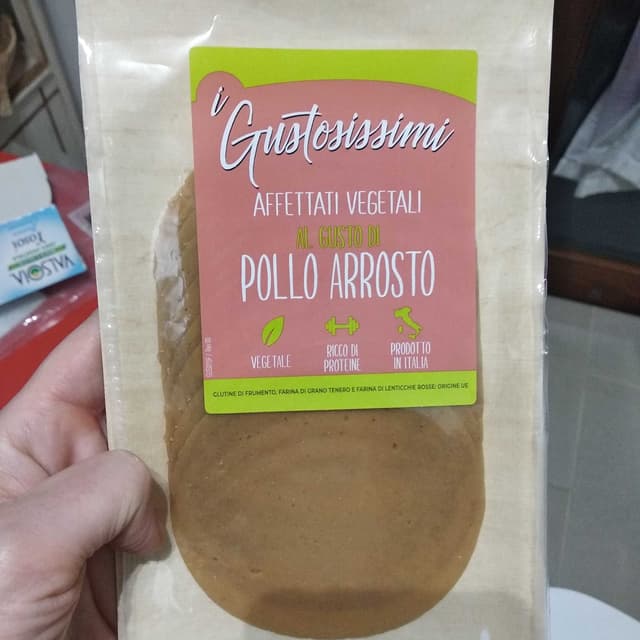 i
Gustosissimi
AFFETTATI VEGETALI
AL GUSTO DI
POLLO ARROSTO
VEGETALE
RICCO DI
PROTEINE
PRODOTTO
IN ITALIA
GLUTINE DI FRUMENTO, FARINA DI GRANO TENERO E FARINA DI LENTICCHIE ROSSE: ORIGINE UE
VALSOIA